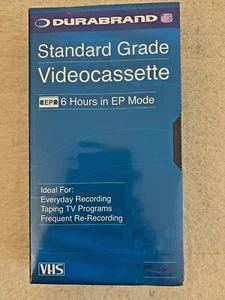 DURABRAND
Standard Grade
Videocassette
EP 6 Hours in EP Mode
Ideal For:
Everyday Recording
Taping TV Programs
Frequent Re-Recording
VHS